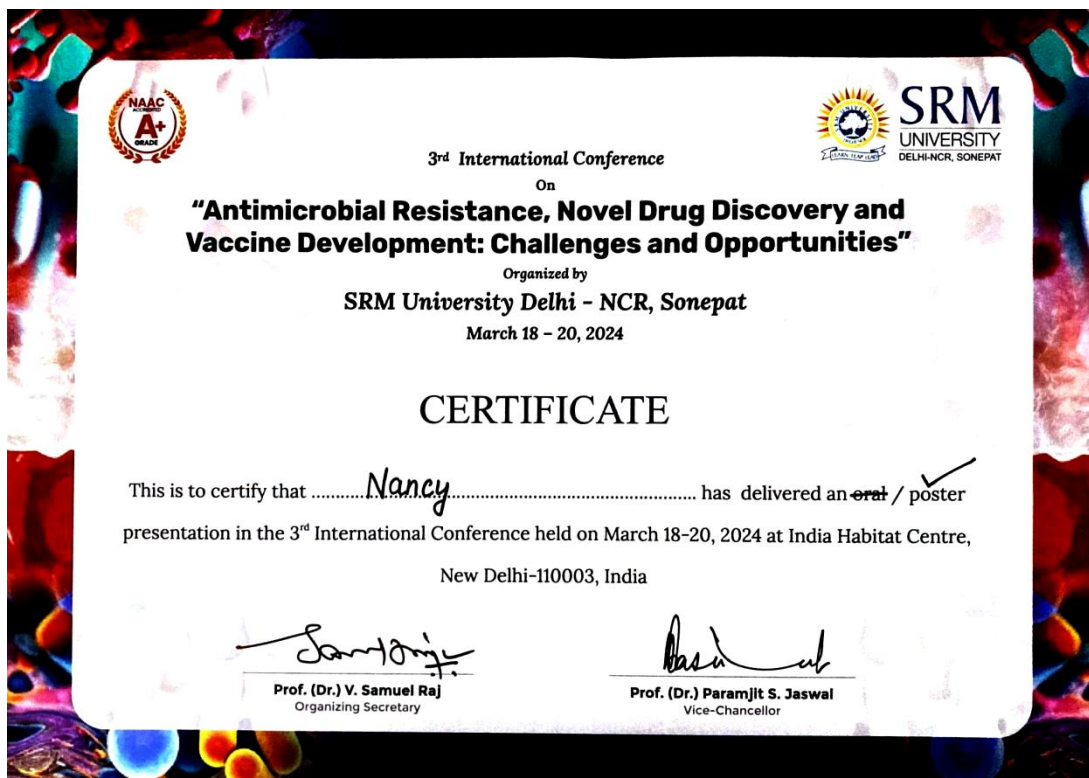 NAAC
ACCREDITED
A+
GRADE
SRM
UNIVERSITY
DELHI-NCR, SONEPAT
LEARN LEAP LEAD
3rd International Conference
On
“Antimicrobial Resistance, Novel Drug Discovery and
Vaccine Development: Challenges and Opportunities”
Organized by
SRM University Delhi - NCR, Sonepat
March 18 – 20, 2024
CERTIFICATE
This is to certify that ............Nancy.................................................. has delivered an oral / poster
presentation in the 3rd International Conference held on March 18-20, 2024 at India Habitat Centre,
New Delhi-110003, India
Prof. (Dr.) V. Samuel Raj
Organizing Secretary
Prof. (Dr.) Paramjit S. Jaswal
Vice-Chancellor